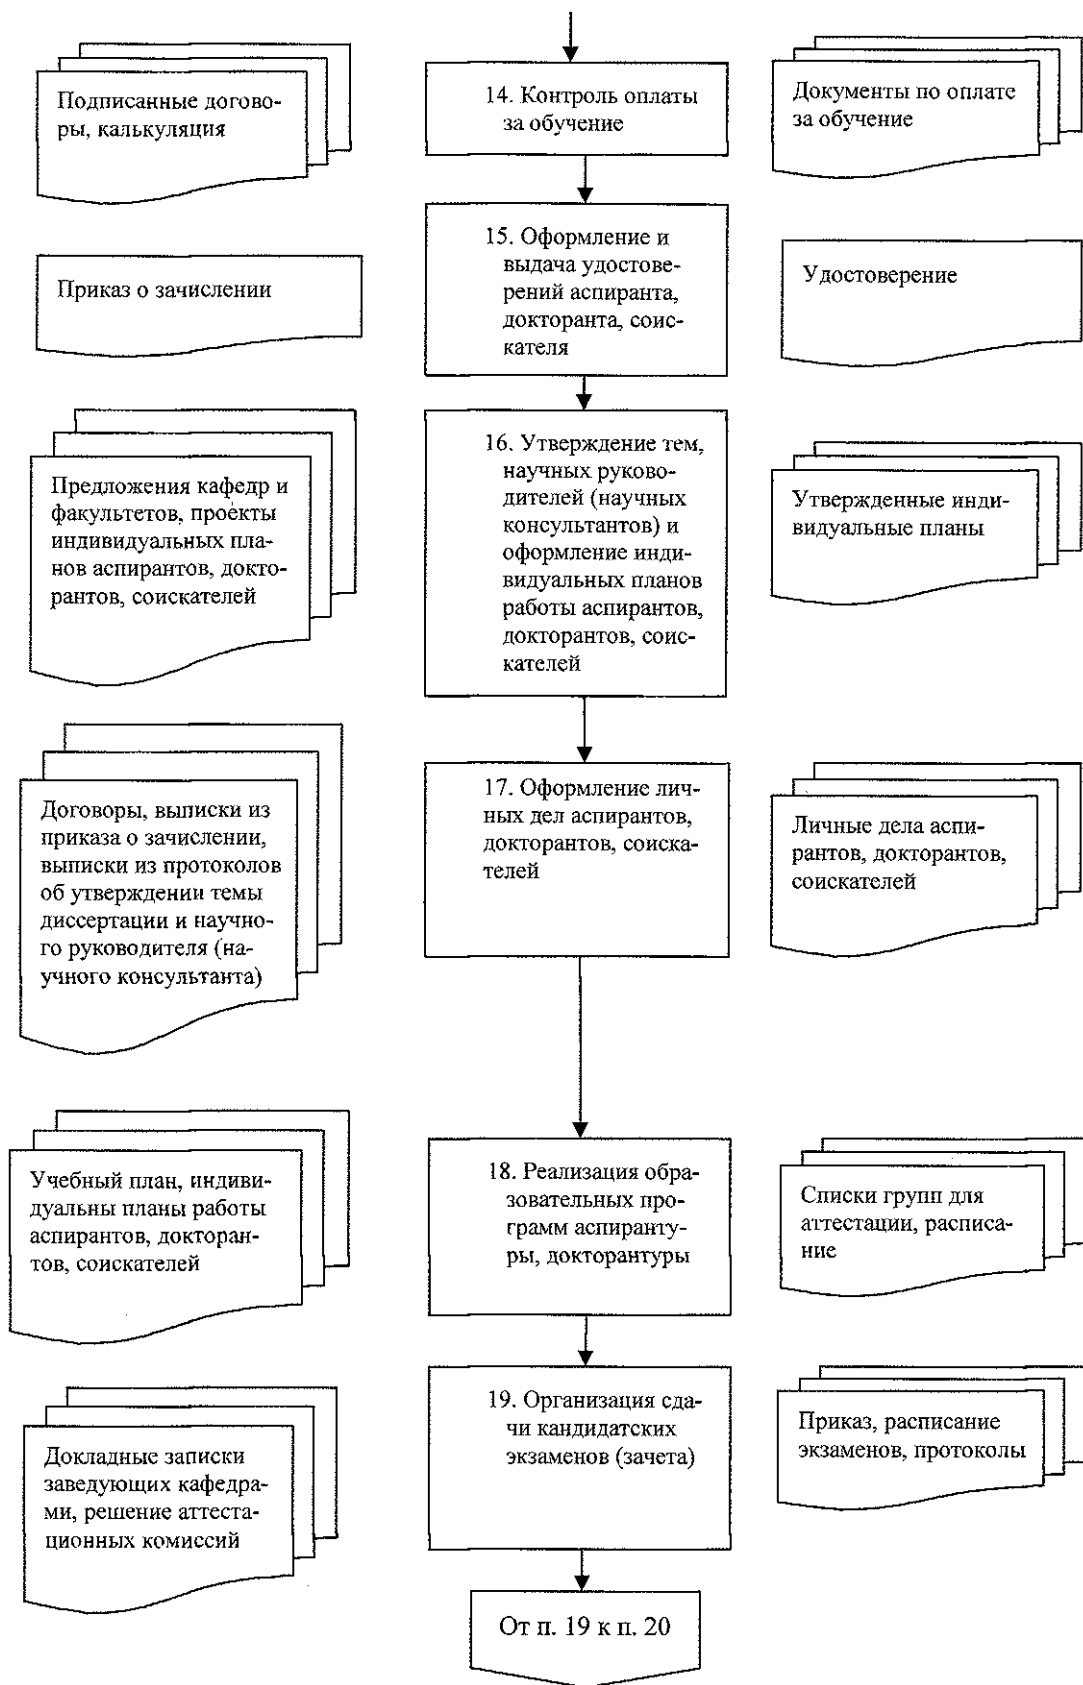 Подписанные догово-
ры, калькуляция
14. Контроль оплаты
за обучение
Документы по оплате
за обучение
Приказ о зачислении
15. Оформление и
выдача удостове-
рений аспиранта,
докторанта, соис-
кателя
Удостоверение
Предложения кафедр и
факультетов, проекты
индивидуальных пла-
нов аспирантов, докто-
рантов, соискателей
16. Утверждение тем,
научных руково-
дителей (научных
консультантов) и
оформление инди-
видуальных планов
работы аспирантов,
докторантов, соис-
кателей
Утвержденные инди-
видуальные планы
Договоры, выписки из
приказа о зачислении,
выписки из протоколов
об утверждении темы
диссертации и научно-
го руководителя (на-
учного консультанта)
17. Оформление лич-
ных дел аспирантов,
докторантов, соиска-
телей
Личные дела аспи-
рантов, докторантов,
соискателей
Учебный план, индиви-
дуальны планы работы
аспирантов, докторан-
тов, соискателей
18. Реализация обра-
зовательных про-
грамм аспиранту-
ры, докторантуры
Списки групп для
аттестации, расписа-
ние
Докладные записки
заведующих кафедра-
ми, решение аттеста-
ционных комиссий
19. Организация сда-
чи кандидатских
экзаменов (зачета)
Приказ, расписание
экзаменов, протоколы
От п. 19 к п. 20